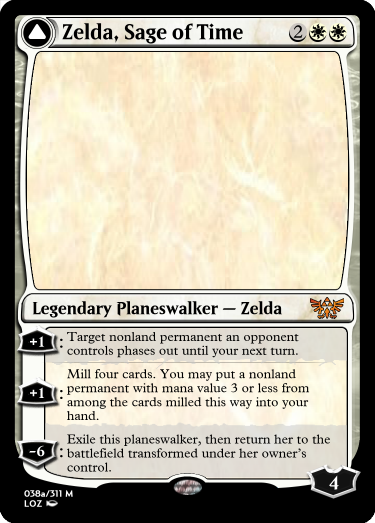 Zelda, Sage of Time 2
Legendary Planeswalker — Zelda
+1 : Target nonland permanent an opponent
controls phases out until your next turn.
+1 : Mill four cards. You may put a nonland
permanent with mana value 3 or less from
among the cards milled this way into your
hand.
-6 : Exile this planeswalker, then return her to the
battlefield transformed under her owner's
control.
4
038a/311 M
LOZ